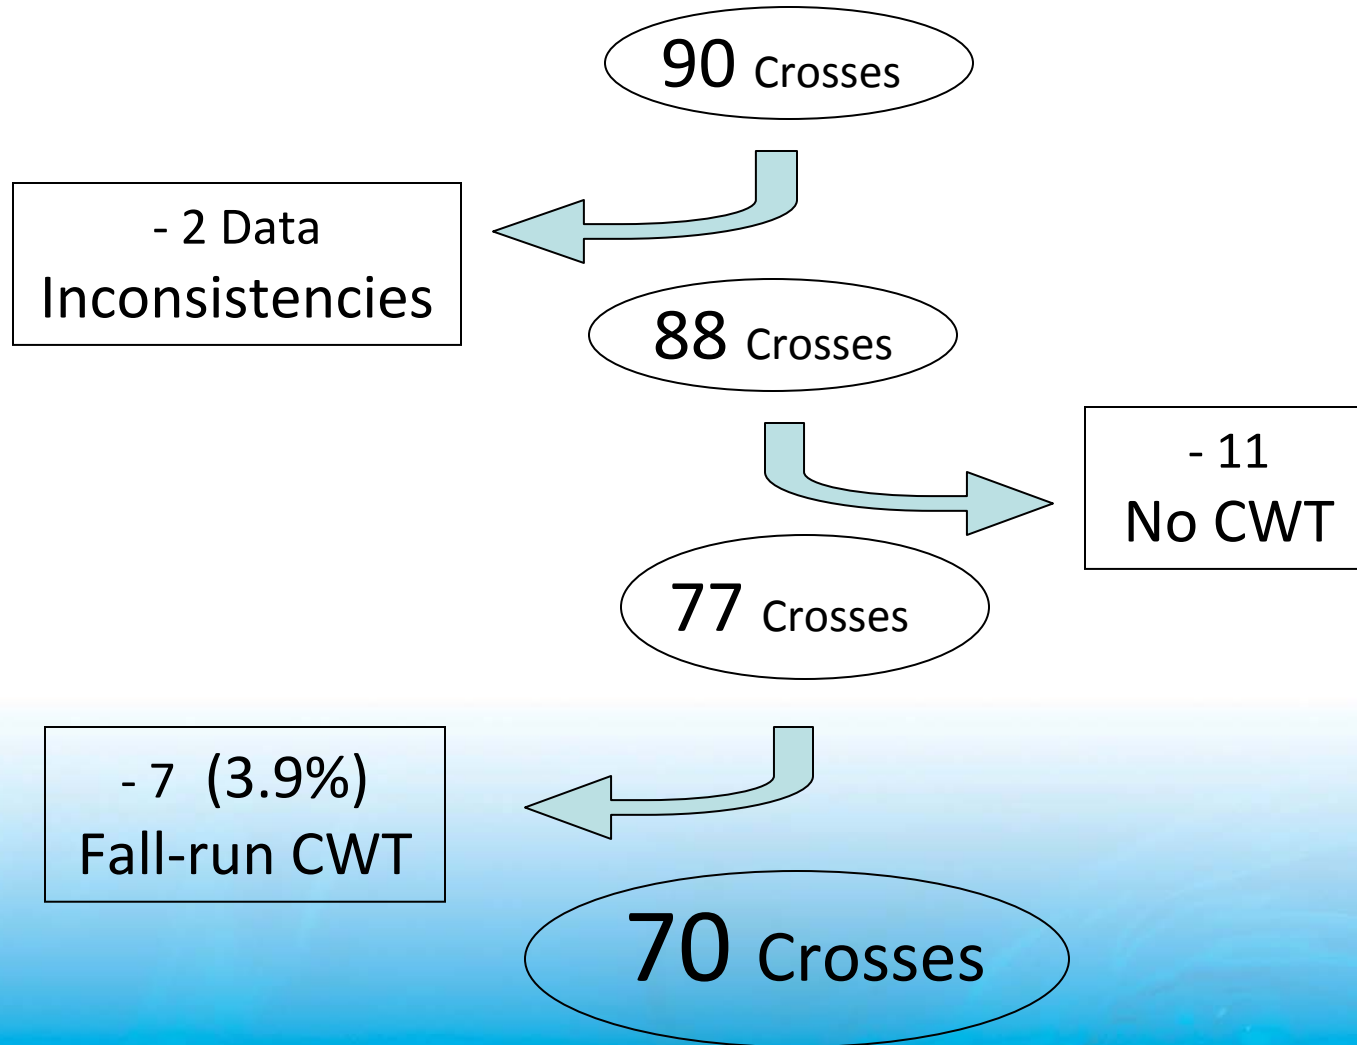 90 Crosses
- 2 Data
Inconsistencies
88 Crosses
- 11
No CWT
77 Crosses
- 7 (3.9%)
Fall-run CWT
70 Crosses